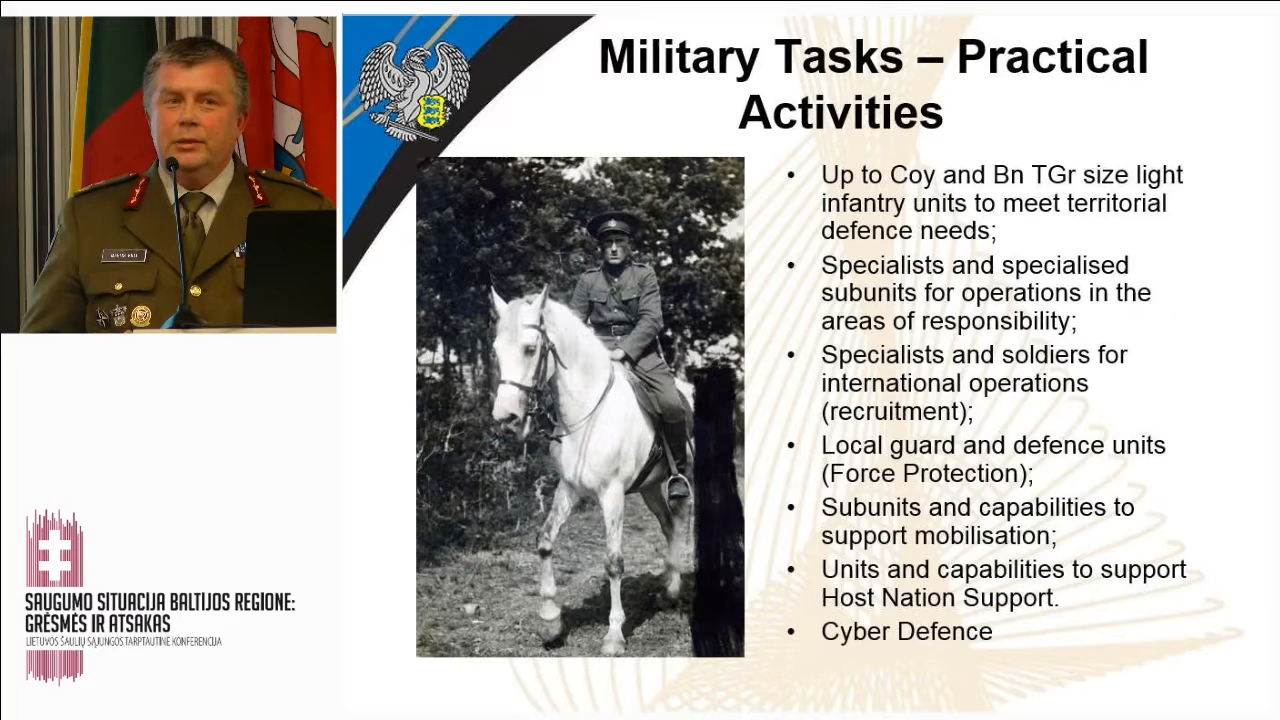 Military Tasks – Practical
Activities
• Up to Coy and Bn TGr size light
infantry units to meet territorial
defence needs;
• Specialists and specialised
subunits for operations in the
areas of responsibility;
• Specialists and soldiers for
international operations
(recruitment);
• Local guard and defence units
(Force Protection);
• Subunits and capabilities to
support mobilisation;
• Units and capabilities to support
Host Nation Support.
• Cyber Defence
SAUGUMO SITUACIJA BALTIJOS REGIONE:
GRĖSMĖS IR ATSAKAS
LIETUVOS ŠAULIŲ SĄJUNGOS TARPTAUTINĖ KONFERENCIJA